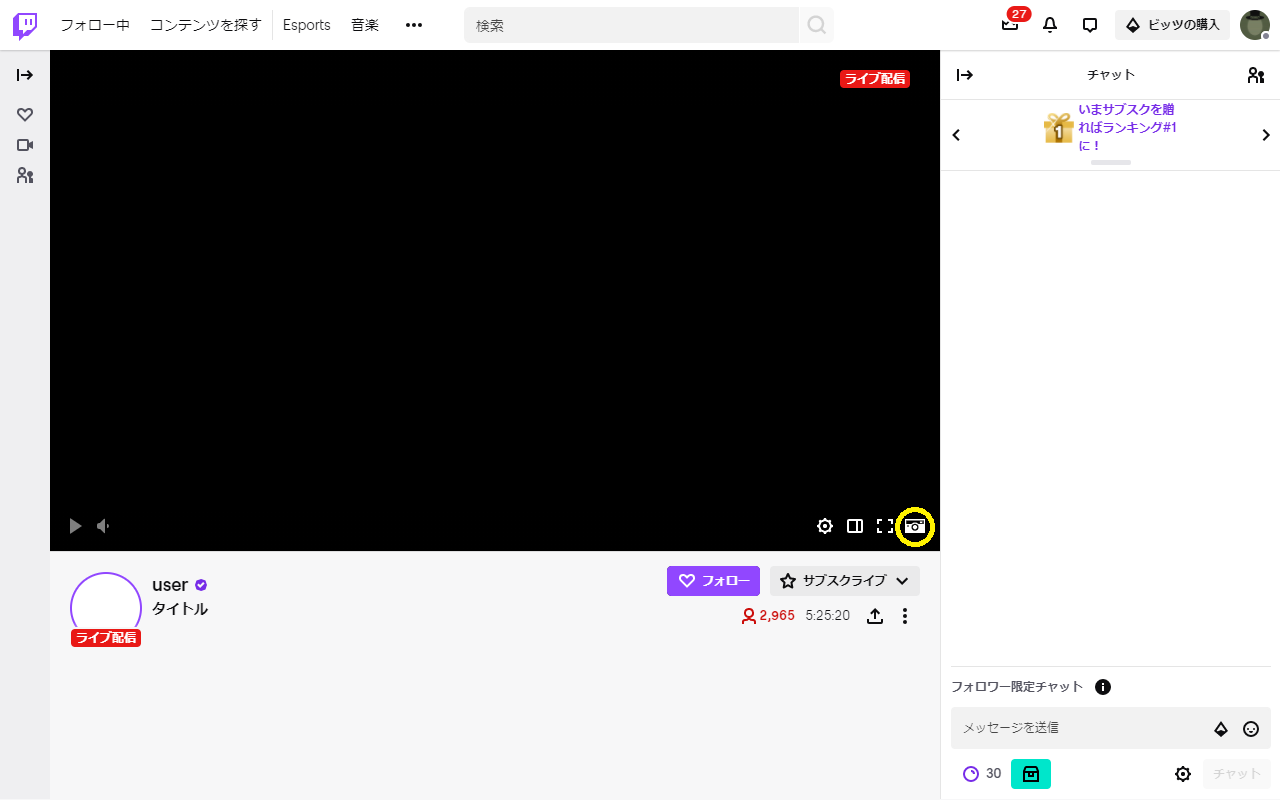 フォロー中
コンテンツを探す
Esports
音楽
検索
27
ビッツの購入
ライブ配信
チャット
1
いまサブスクを贈
ればランキング#1
に！
user
タイトル
ライブ配信
フォロー
サブスクライブ
2,965
5:25:20
フォロワー限定チャット
メッセージを送信
30
チャット